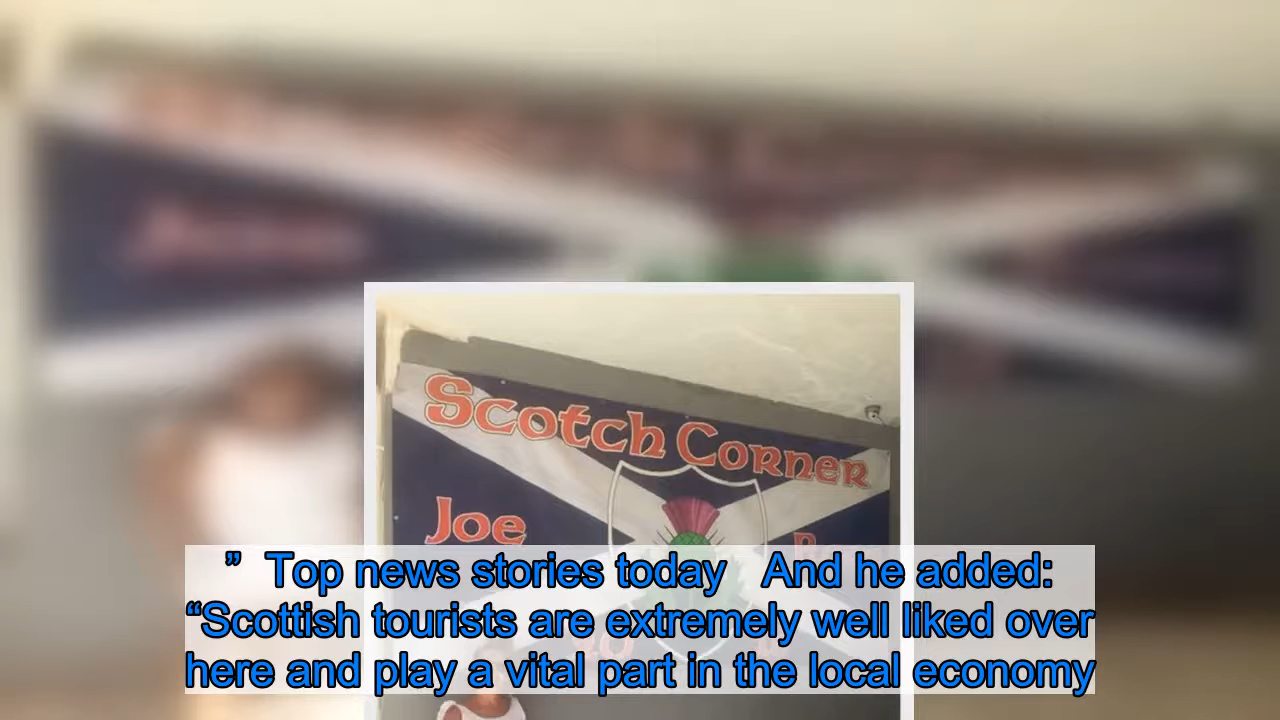 Scotch Corner
Joe
”  Top news stories today   And he added:
“Scottish tourists are extremely well liked over
here and play a vital part in the local economy